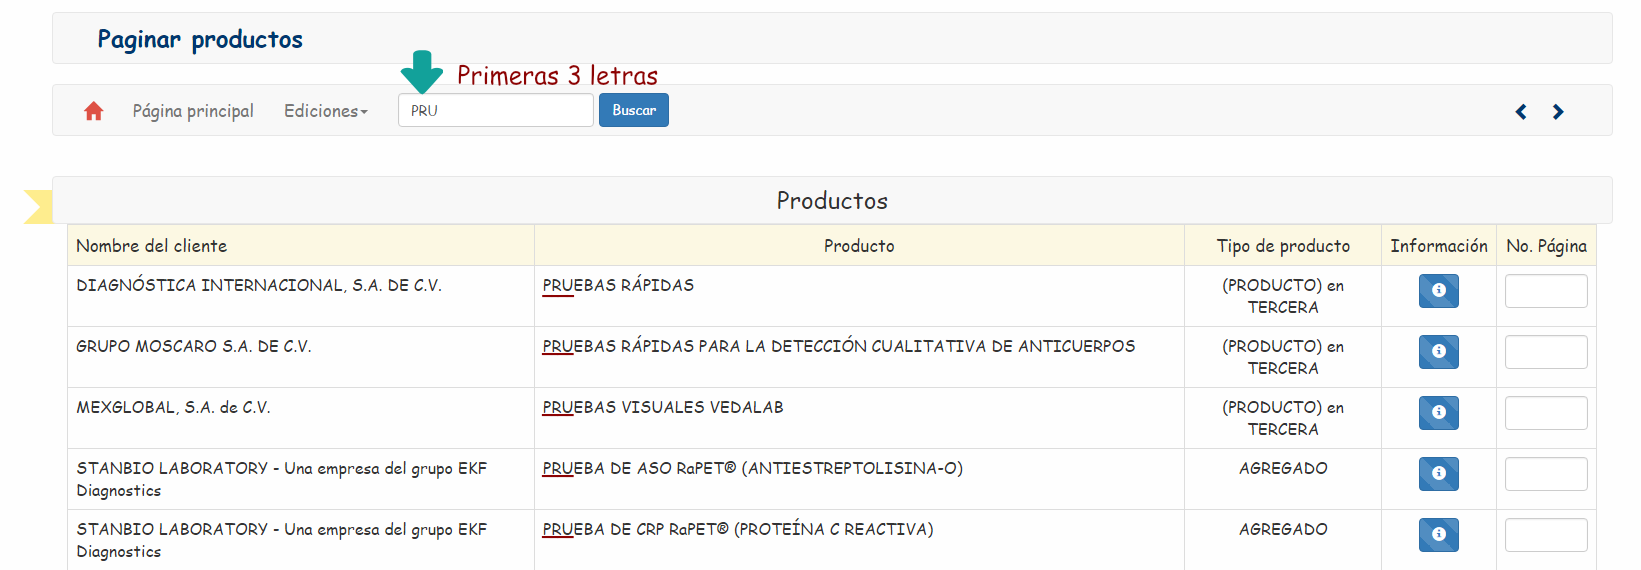 Paginar productos
Primeras 3 letras
Página principal Ediciones PRU Buscar
Productos
Nombre del cliente Producto Tipo de producto Información No. Página
DIAGNÓSTICA INTERNACIONAL, S.A. DE C.V. PRUEBAS RÁPIDAS (PRODUCTO) en
TERCERA
GRUPO MOSCARO S.A. DE C.V. PRUEBAS RÁPIDAS PARA LA DETECCIÓN CUALITATIVA DE ANTICUERPOS (PRODUCTO) en
TERCERA
MEXGLOBAL, S.A. de C.V. PRUEBAS VISUALES VEDALAB (PRODUCTO) en
TERCERA
STANBIO LABORATORY - Una empresa del grupo EKF PRUEBA DE ASO RaPET® (ANTIESTREPTOLISINA-O) AGREGADO
Diagnostics
STANBIO LABORATORY - Una empresa del grupo EKF PRUEBA DE CRP RaPET® (PROTEÍNA C REACTIVA) AGREGADO
Diagnostics